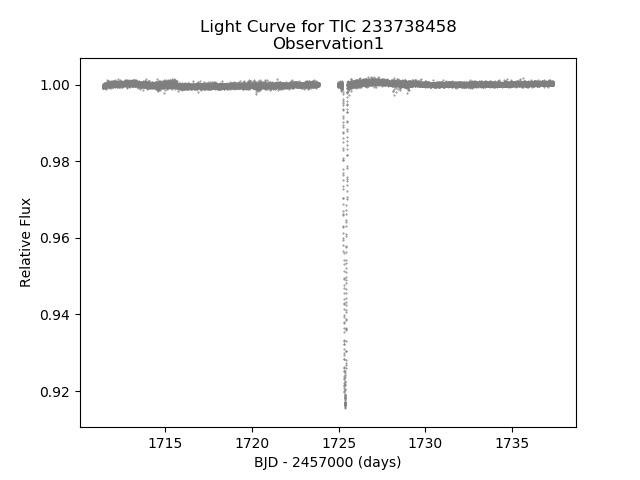 Light Curve for TIC 233738458
Observation1
1.00
0.98
0.96
0.94
0.92
Relative Flux
1715
1720
1725
1730
1735
BJD - 2457000 (days)